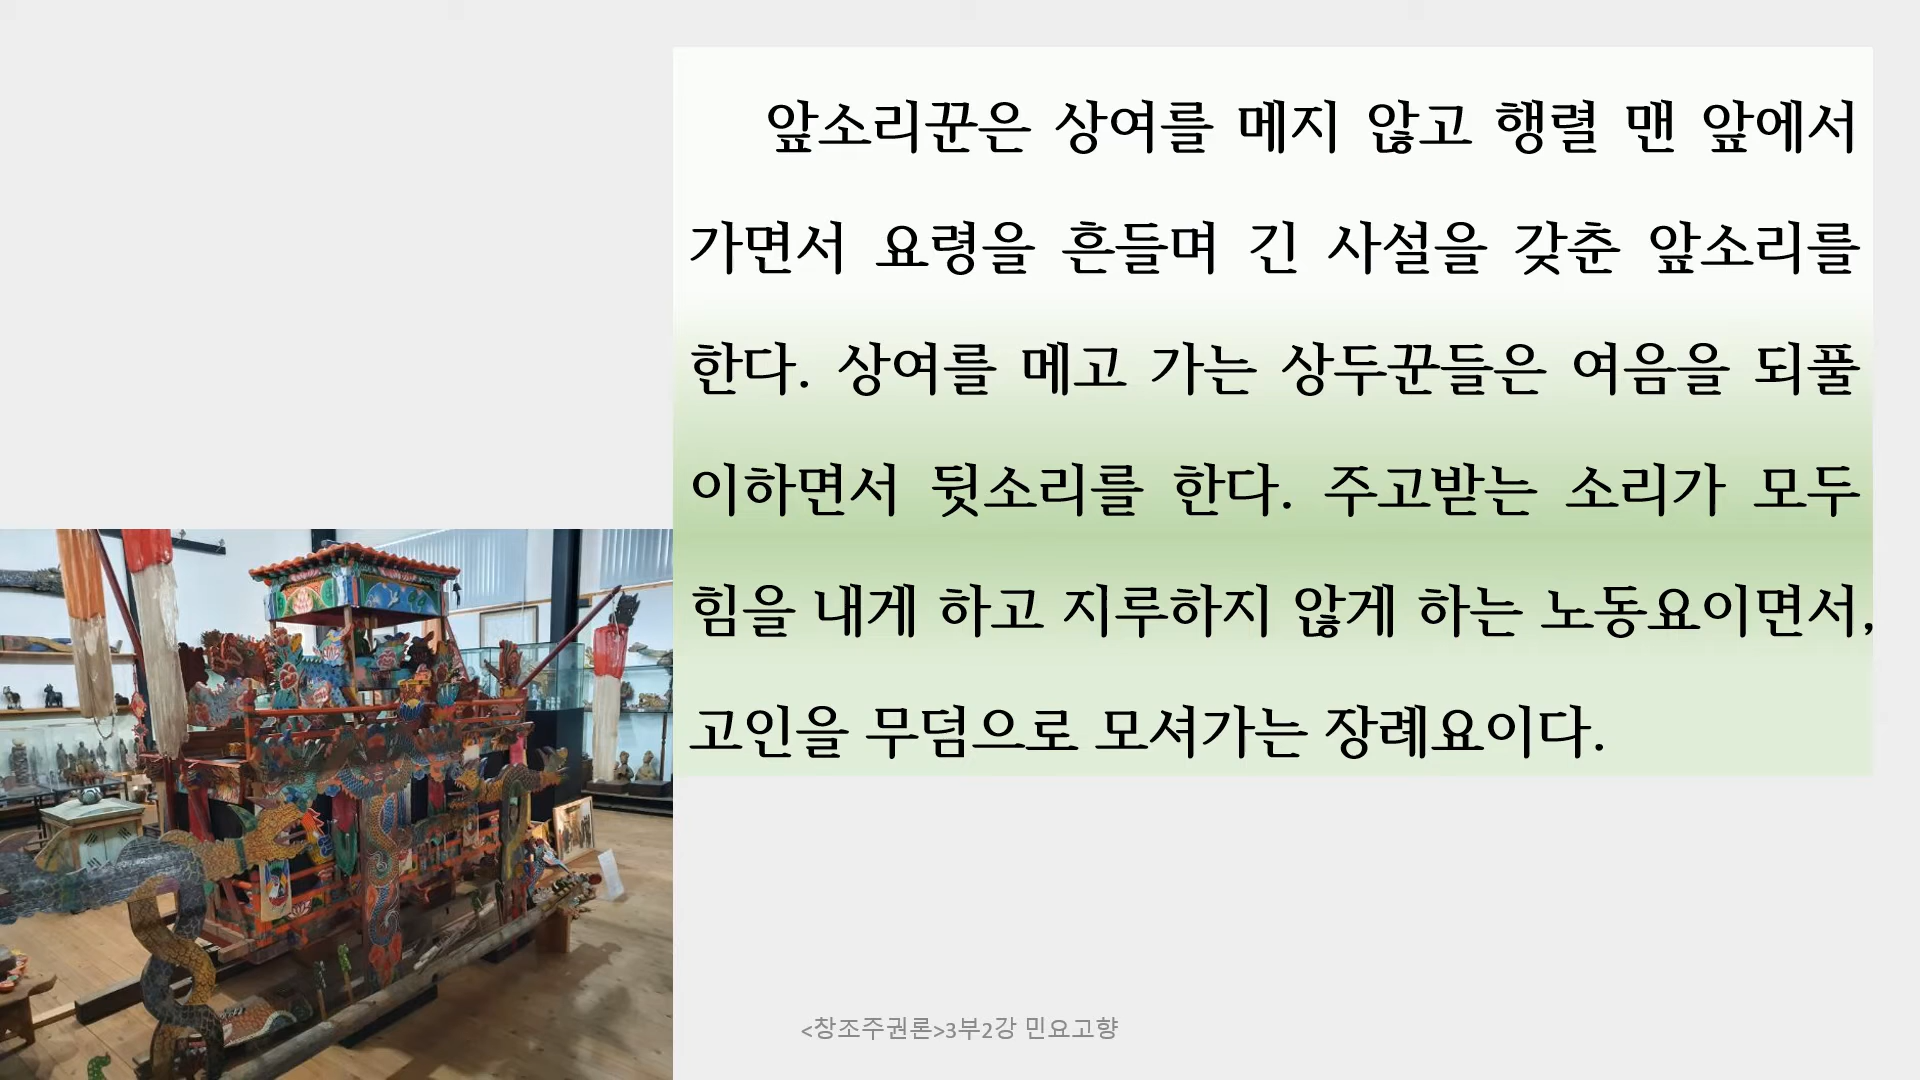 앞소리꾼은 상여를 메지 않고 행렬 맨 앞에서
가면서 요령을 흔들며 긴 사설을 갖춘 앞소리를
한다. 상여를 메고 가는 상두꾼들은 여음을 되풀
이하면서 뒷소리를 한다. 주고받는 소리가 모두
힘을 내게 하고 지루하지 않게 하는 노동요이면서,
고인을 무덤으로 모셔가는 장례요이다.
<창조주권론>3부2강 민요고향